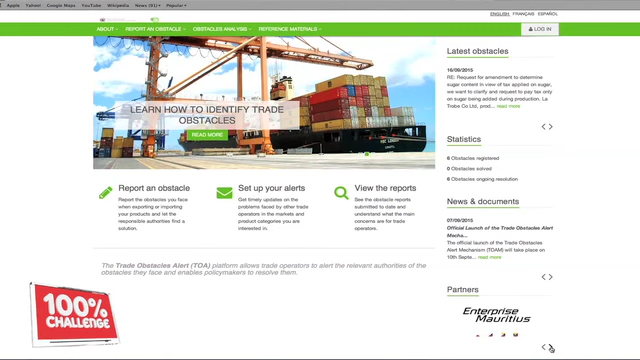 Apple Yahoo! Google Maps YouTube Wikipedia News (91) Popular
ENGLISH FRANÇAIS ESPAÑOL
ABOUT REPORT AN OBSTACLE OBSTACLES ANALYSIS REFERENCE MATERIALS LOG IN
LEARN HOW TO IDENTIFY TRADE
OBSTACLES
READ MORE
Report an obstacle
Report the obstacles you face
when exporting or importing
your products and let the
responsible authorities find a
solution.
Set up your alerts
Get timely updates on the
problems faced by other trade
operators in the markets and
product categories you are
interested in.
View the reports
See the obstacle reports
submitted to date and
understand what the main
concerns are for trade
operators.
The Trade Obstacles Alert (TOA) platform allows trade operators to alert the relevant authorities of the
obstacles they face and enables policymakers to resolve them.
100%
CHALLENGE
Latest obstacles
16/09/2015
RE: Request for amendment to determine
sugar content in view of tax applied on sugar,
we want to clarify and request to pay tax only
on sugar being added during production. La
Trobe Co Ltd, prod... read more
Statistics
6 Obstacles registered
0 Obstacles solved
6 Obstacles ongoing resolution
News & documents
07/09/2015
Official Launch of the Trade Obstacles Alert
Mecha...
The official launch of the Trade Obstacles
Alert Mechanism (TOAM) will take place on
10th Septe... read more
Partners
Enterprise
Mauritius